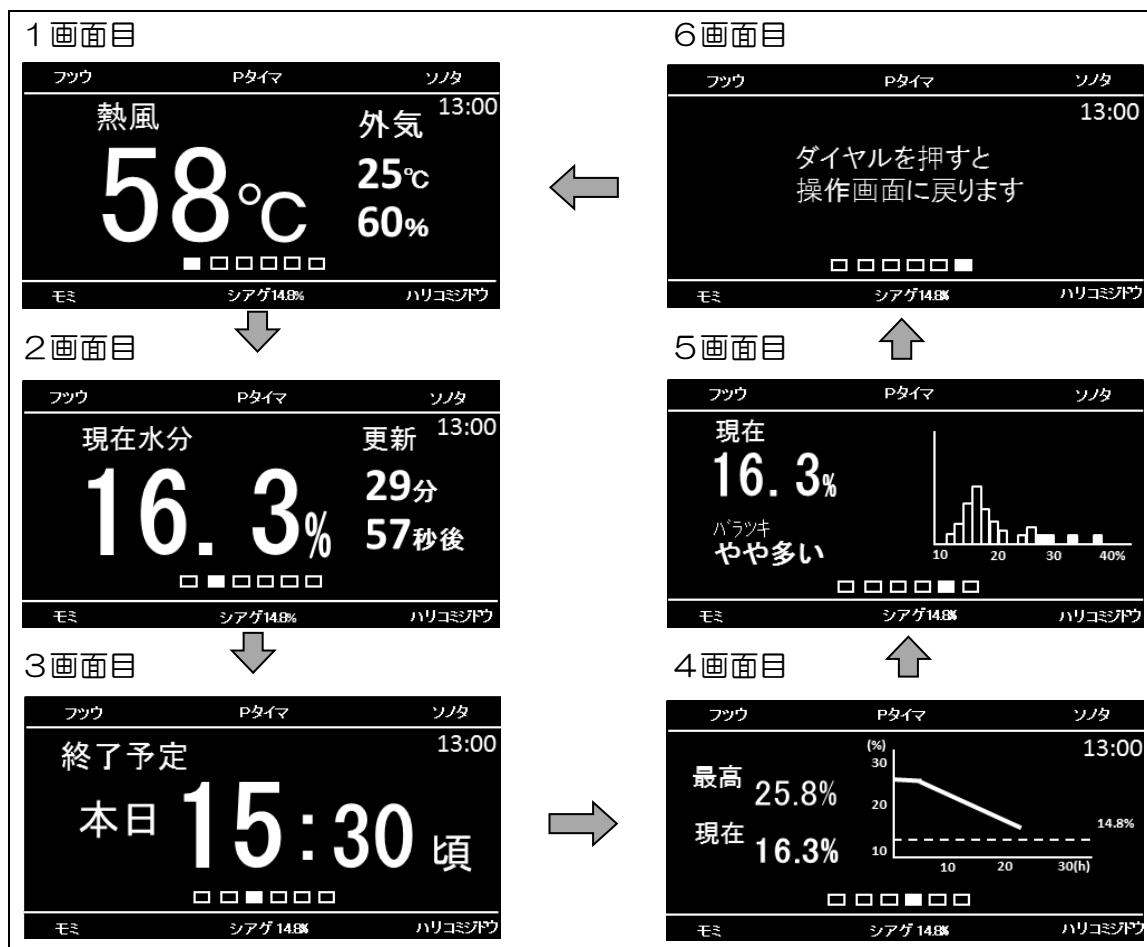 1画面目
フツウ Pタイマ ソノタ
13:00
熱風 外気
58℃ 25℃
60%
モミ シアゲ14.8% ハリコミジドウ
2画面目
フツウ Pタイマ ソノタ
13:00
現在水分 更新
16.3% 29分
57秒後
モミ シアゲ14.8% ハリコミジドウ
3画面目
フツウ Pタイマ ソノタ
13:00
終了予定
本日 15:30 頃
モミ シアゲ14.8% ハリコミジドウ
4画面目
フツウ Pタイマ ソノタ
13:00
最高 25.8%
現在 16.3%
(%)
30
20
10
14.8%
10 20 30(h)
モミ シアゲ14.8% ハリコミジドウ
5画面目
フツウ Pタイマ ソノタ
現在
16.3%
バラツキ
やや多い
10 20 30 40%
モミ シアゲ14.8% ハリコミジドウ
6画面目
フツウ Pタイマ ソノタ
13:00
ダイヤルを押すと
操作画面に戻ります
モミ シアゲ14.8% ハリコミジドウ